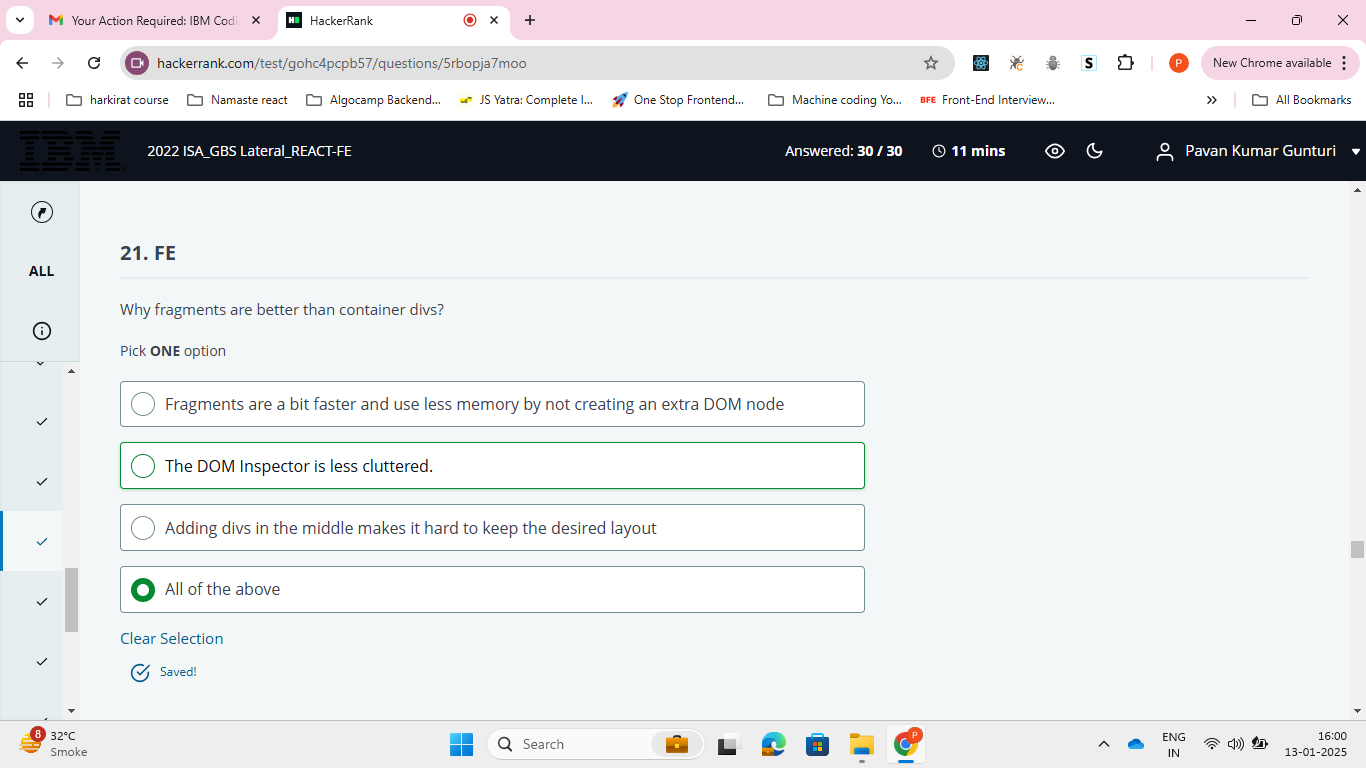 Your Action Required: IBM Codi
HackerRank
hackerrank.com/test/gohc4pcpb57/questions/5rbopja7moo
S
P
New Chrome available
harkirat course
Namaste react
Algocamp Backend...
JS Yatra: Complete I...
One Stop Frontend...
Machine coding Yo...
BFE Front-End Interview...
All Bookmarks
IBM
2022 ISA_GBS Lateral_REACT-FE
Answered: 30 / 30
11 mins
Pavan Kumar Gunturi
ALL
21. FE
Why fragments are better than container divs?
Pick ONE option
Fragments are a bit faster and use less memory by not creating an extra DOM node
The DOM Inspector is less cluttered.
Adding divs in the middle makes it hard to keep the desired layout
All of the above
Clear Selection
Saved!
8
32°C
Smoke
Search
P
ENG
IN
16:00
13-01-2025